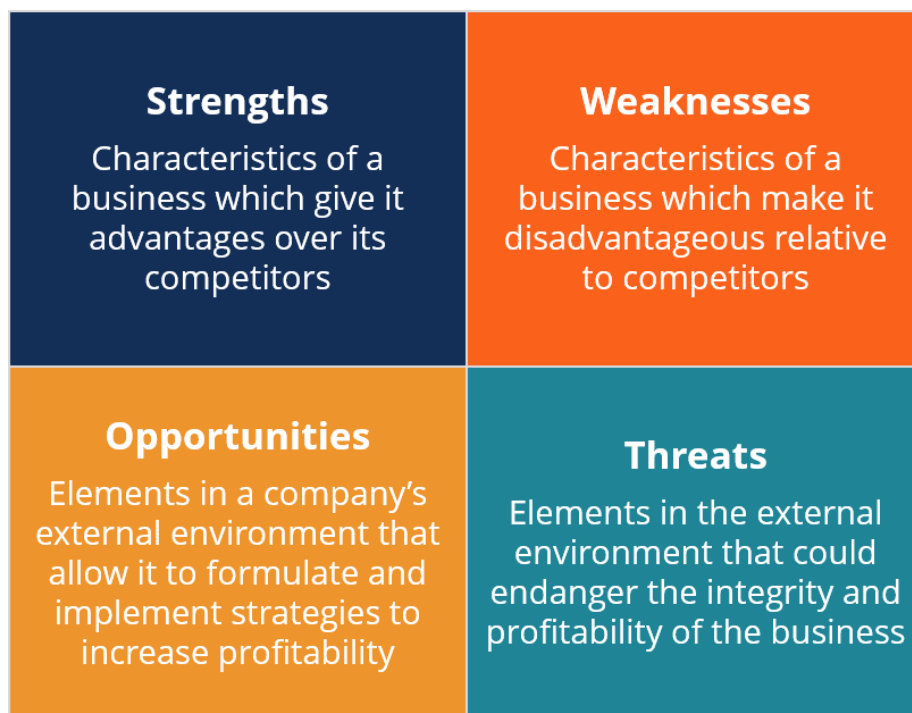 Strengths
Characteristics of a
business which give it
advantages over its
competitors
Weaknesses
Characteristics of a
business which make it
disadvantageous relative
to competitors
Opportunities
Elements in a company’s
external environment that
allow it to formulate and
implement strategies to
increase profitability
Threats
Elements in the external
environment that could
endanger the integrity and
profitability of the business